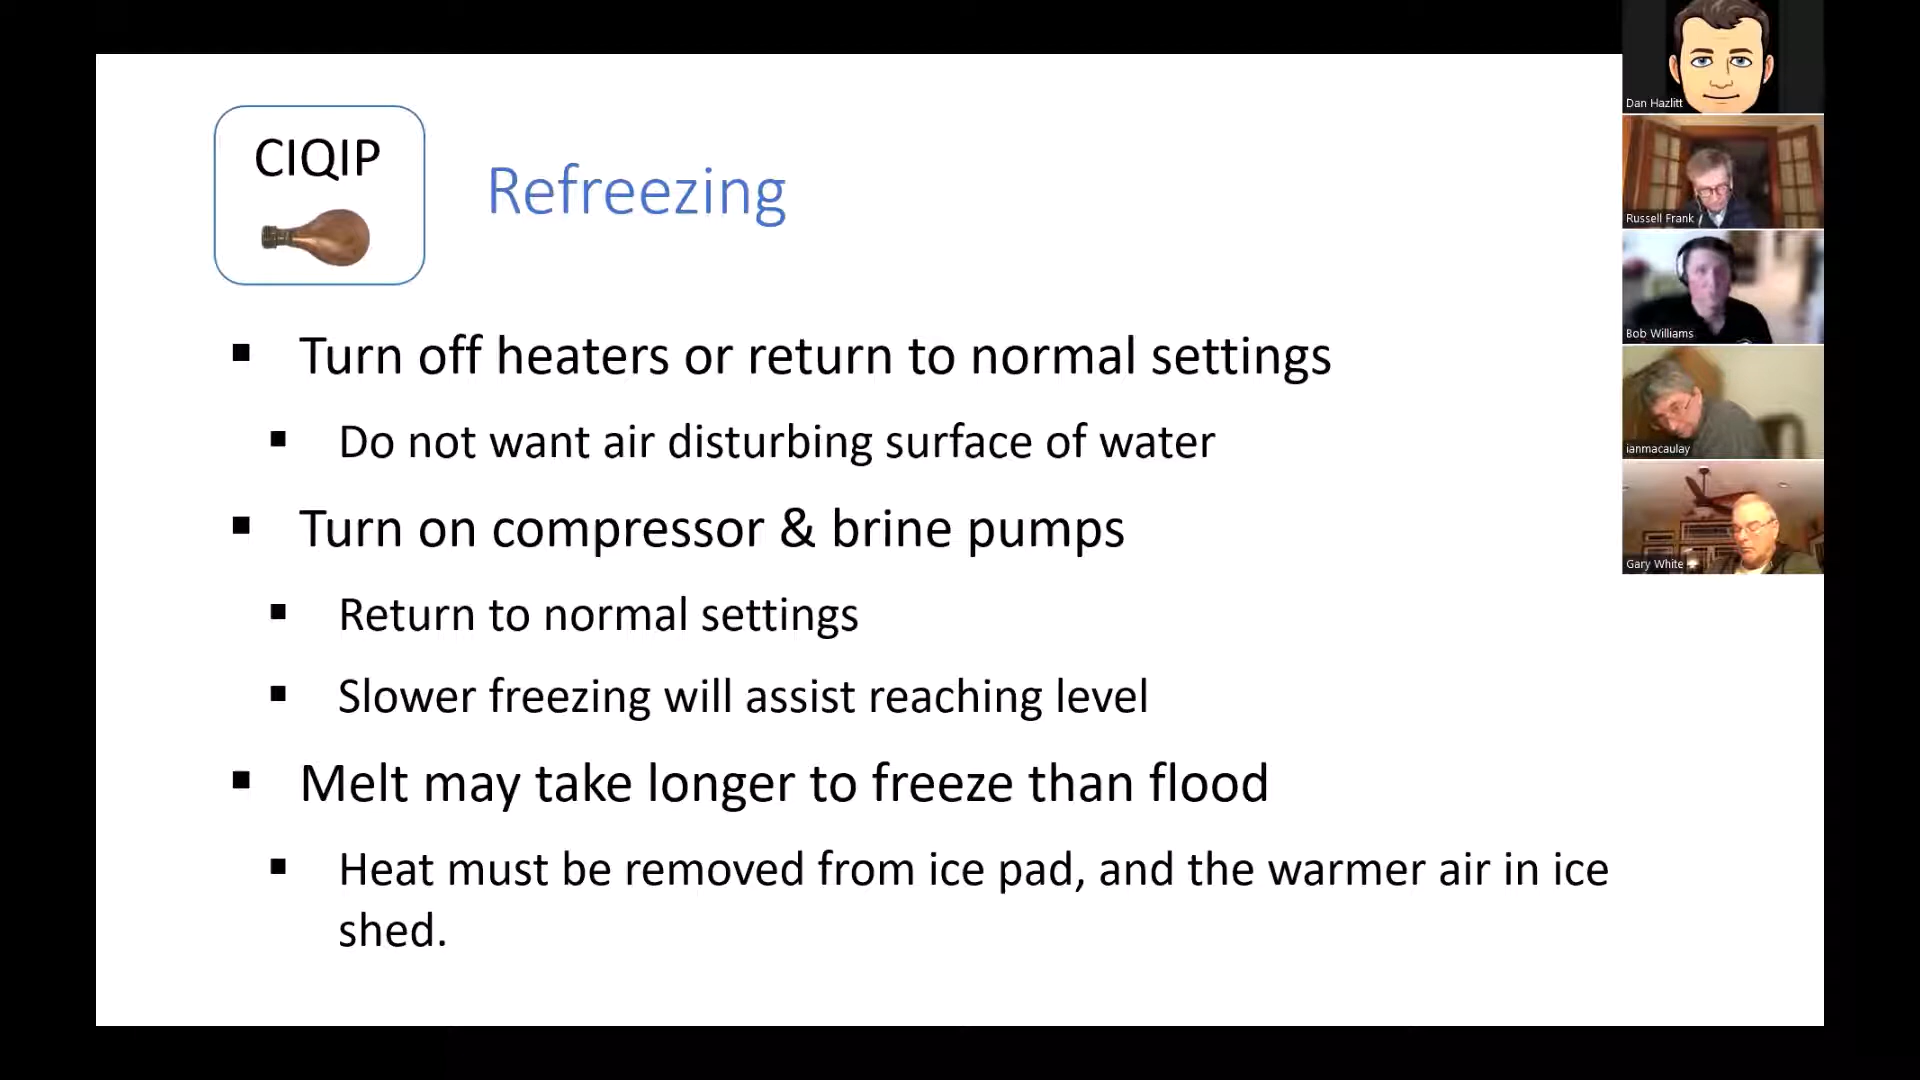 CIQIP
Refreezing
Turn off heaters or return to normal settings
Do not want air disturbing surface of water
Turn on compressor & brine pumps
Return to normal settings
Slower freezing will assist reaching level
Melt may take longer to freeze than flood
Heat must be removed from ice pad, and the warmer air in ice
shed.
Dan Hazlitt
Russell Frank
Bob Williams
ianmacaulay
Gary White